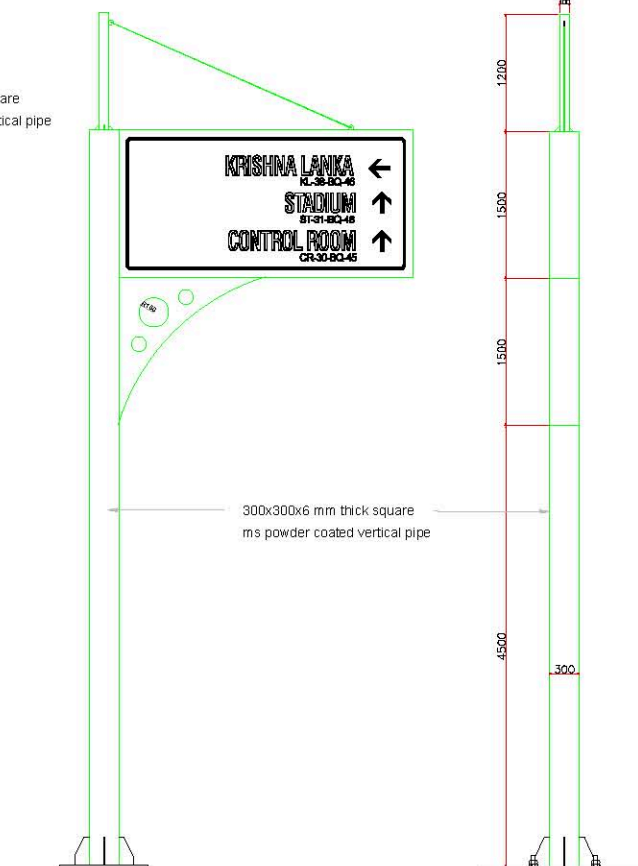 are
tical pipe
KRISHNA LANKA
KL-38-BQ-46
STADIUM
ST-31-BQ-46
CONTROL ROOM
CR-30-BQ-45
300x300x6 mm thick square
ms powder coated vertical pipe
1200
1500
1500
4500
300